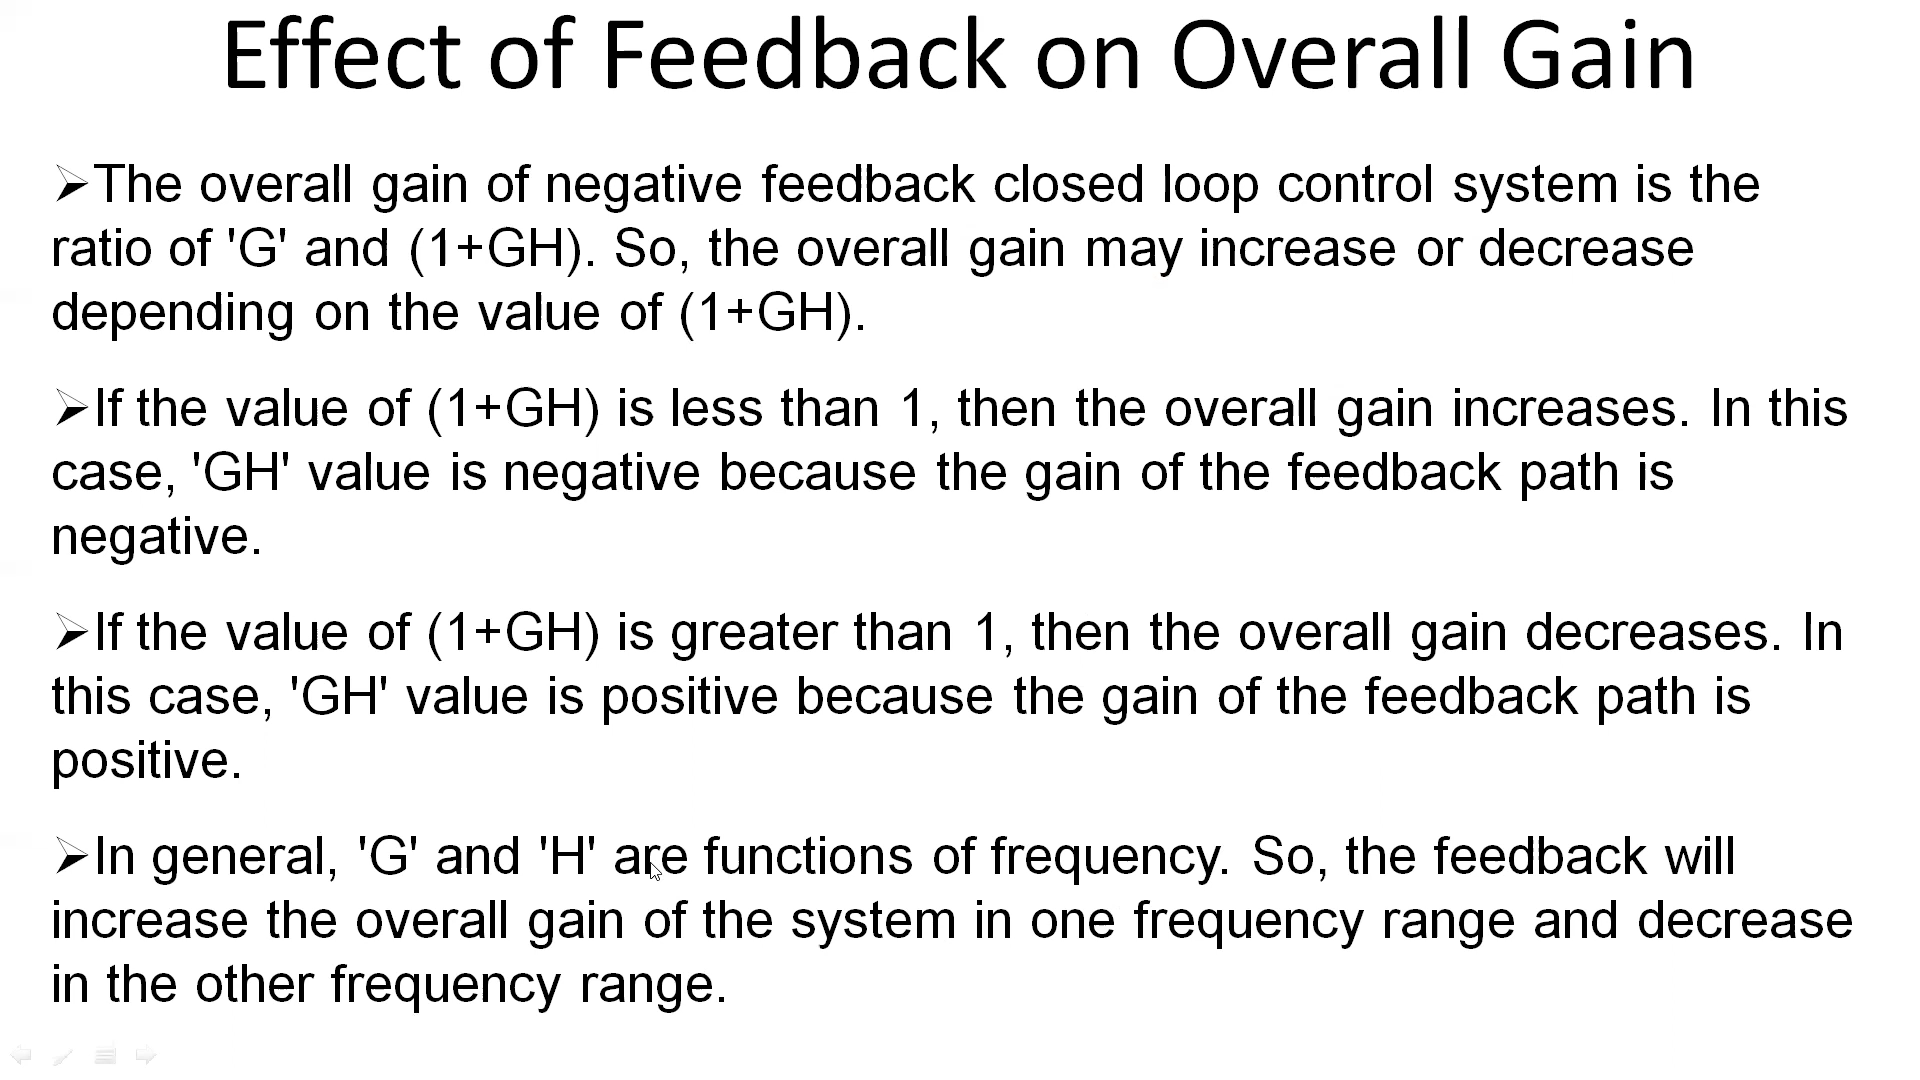 Effect of Feedback on Overall Gain
➢The overall gain of negative feedback closed loop control system is the
ratio of 'G' and (1+GH). So, the overall gain may increase or decrease
depending on the value of (1+GH).
➢If the value of (1+GH) is less than 1, then the overall gain increases. In this
case, 'GH' value is negative because the gain of the feedback path is
negative.
➢If the value of (1+GH) is greater than 1, then the overall gain decreases. In
this case, 'GH' value is positive because the gain of the feedback path is
positive.
➢In general, 'G' and 'H' are functions of frequency. So, the feedback will
increase the overall gain of the system in one frequency range and decrease
in the other frequency range.